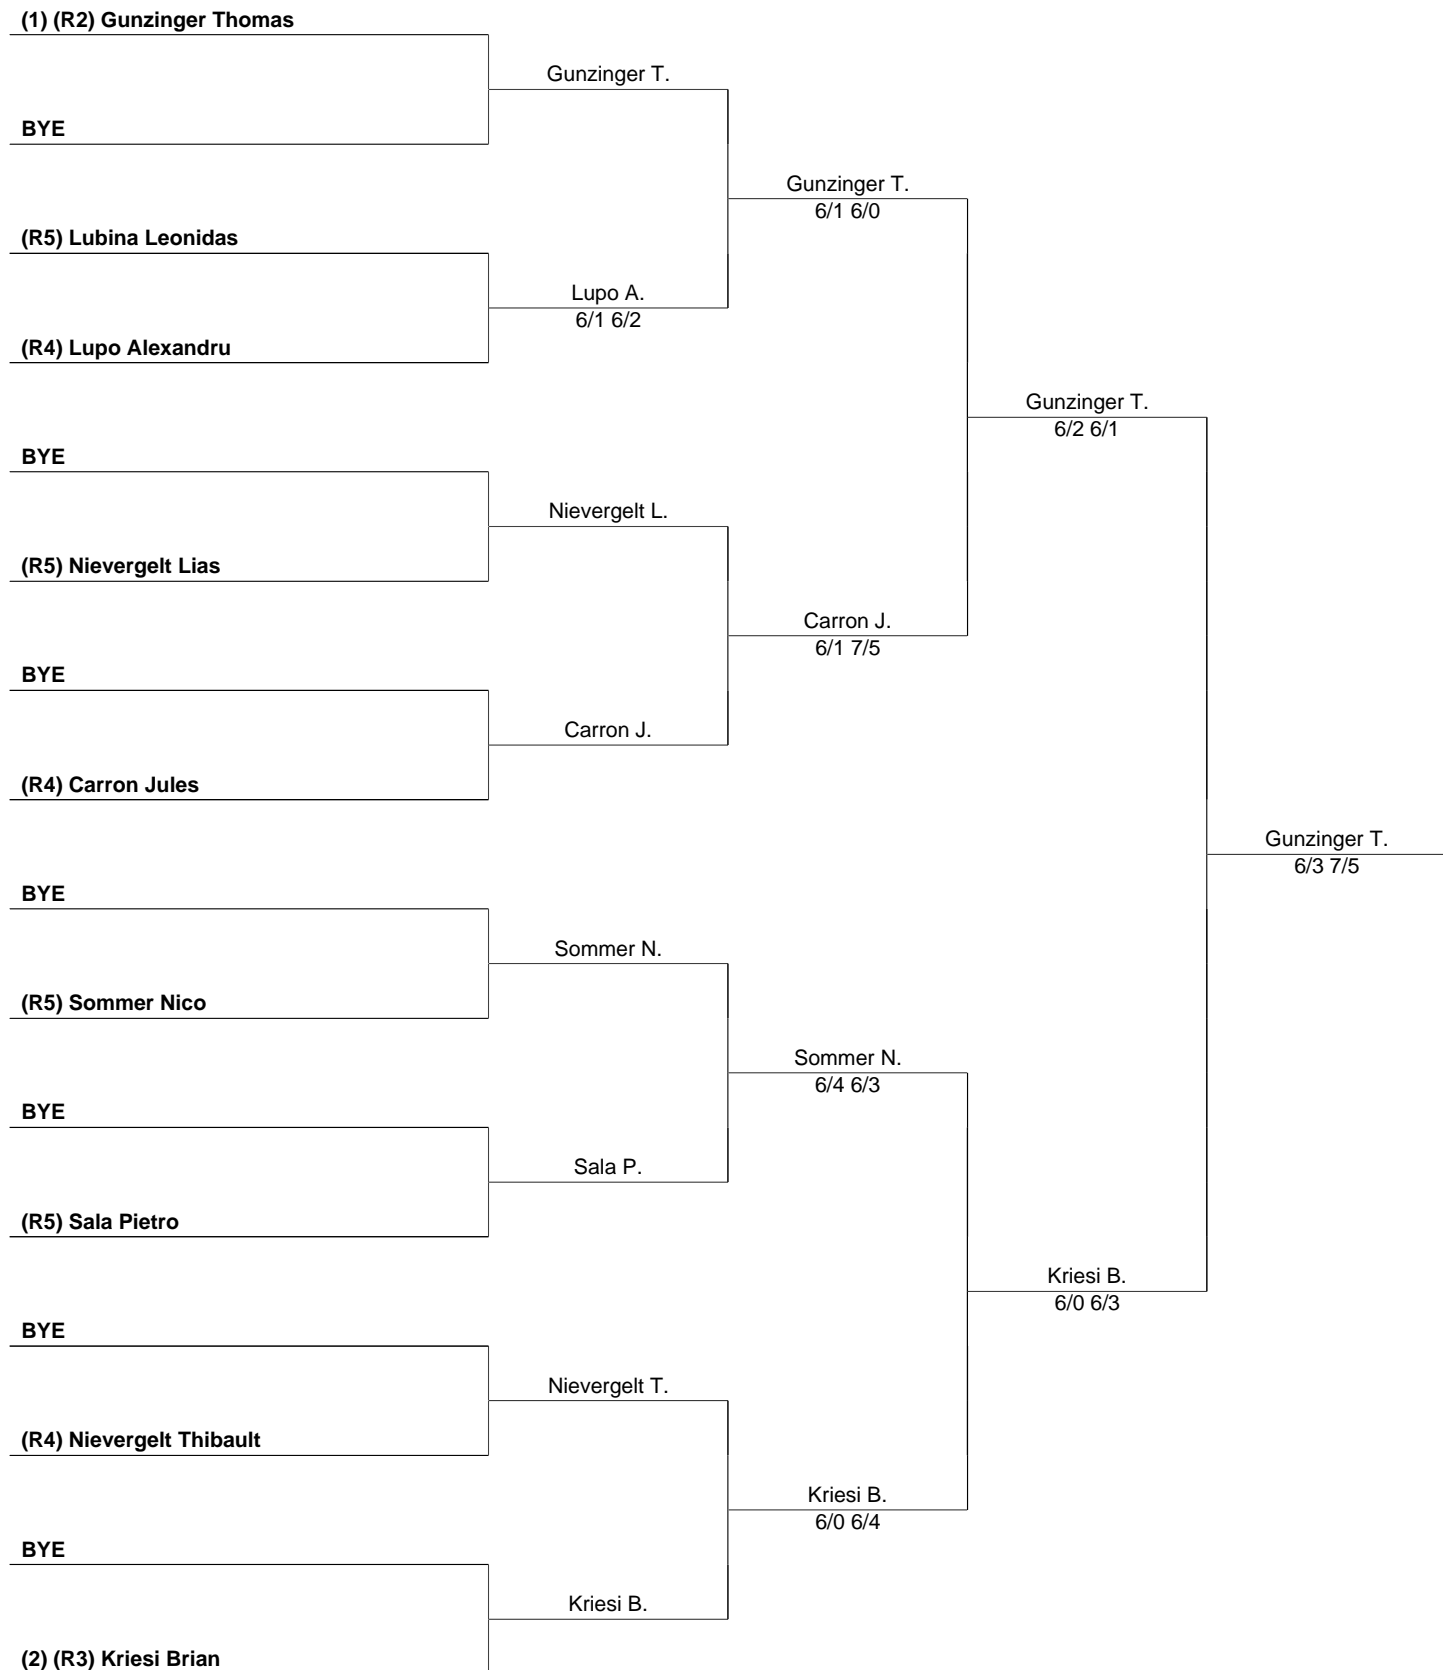 (1) (R2) Gunzinger Thomas
Gunzinger T.
BYE
Gunzinger T.
6/1 6/0
(R5) Lubina Leonidas
Lupo A.
6/1 6/2
(R4) Lupo Alexandru
Gunzinger T.
6/2 6/1
BYE
Nievergelt L.
(R5) Nievergelt Lias
Carron J.
6/1 7/5
BYE
Carron J.
(R4) Carron Jules
Gunzinger T.
6/3 7/5
BYE
Sommer N.
(R5) Sommer Nico
Sommer N.
6/4 6/3
BYE
Sala P.
(R5) Sala Pietro
Kriesi B.
6/0 6/3
BYE
Nievergelt T.
(R4) Nievergelt Thibault
Kriesi B.
6/0 6/4
BYE
Kriesi B.
(2) (R3) Kriesi Brian